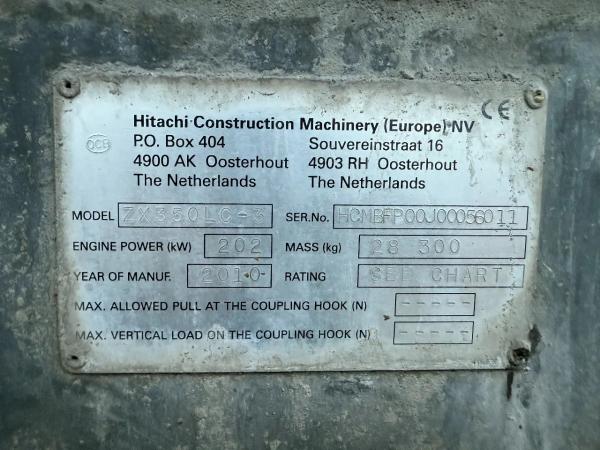 Hitachi Construction Machinery (Europe) NV CE
P.O. Box 404 Souvereinstraat 16
OCB 4900 AK Oosterhout 4903 RH Oosterhout
The Netherlands The Netherlands
MODEL ZX350LC-3 SER.No. HCMBFP00J00056011
ENGINE POWER (kW) 202 MASS (kg) 28 300
YEAR OF MANUF. 2010 RATING SEE CHART
MAX. ALLOWED PULL AT THE COUPLING HOOK (N) -----
MAX. VERTICAL LOAD ON THE COUPLING HOOK (N) -----